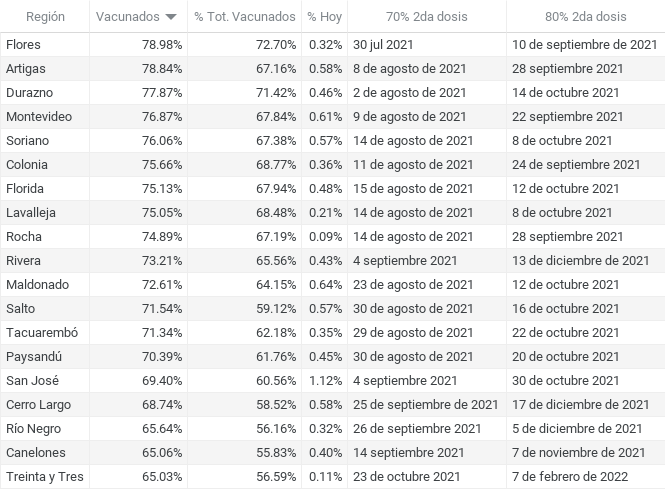 Región Vacunados % Tot. Vacunados % Hoy 70% 2da dosis 80% 2da dosis
Flores 78.98% 72.70% 0.32% 30 jul 2021 10 de septiembre de 2021
Artigas 78.84% 67.16% 0.58% 8 de agosto de 2021 28 septiembre 2021
Durazno 77.87% 71.42% 0.46% 2 de agosto de 2021 14 de octubre 2021
Montevideo 76.87% 67.84% 0.61% 9 de agosto de 2021 22 septiembre 2021
Soriano 76.06% 67.38% 0.57% 14 de agosto de 2021 8 de octubre 2021
Colonia 75.66% 68.77% 0.36% 11 de agosto de 2021 24 de septiembre 2021
Florida 75.13% 67.94% 0.48% 15 de agosto de 2021 12 de octubre 2021
Lavalleja 75.05% 68.48% 0.21% 14 de agosto de 2021 8 de octubre 2021
Rocha 74.89% 67.19% 0.09% 14 de agosto de 2021 28 septiembre 2021
Rivera 73.21% 65.56% 0.43% 4 septiembre 2021 13 de diciembre de 2021
Maldonado 72.61% 64.15% 0.64% 23 de agosto de 2021 12 de octubre 2021
Salto 71.54% 59.12% 0.57% 30 de agosto de 2021 16 de octubre 2021
Tacuarembó 71.34% 62.18% 0.35% 29 de agosto de 2021 22 de octubre 2021
Paysandú 70.39% 61.76% 0.45% 30 de agosto de 2021 20 de octubre 2021
San José 69.40% 60.56% 1.12% 4 septiembre 2021 30 de octubre 2021
Cerro Largo 68.74% 58.52% 0.58% 25 de septiembre de 2021 17 de diciembre de 2021
Río Negro 65.64% 56.16% 0.32% 26 de septiembre 2021 5 de diciembre de 2021
Canelones 65.06% 55.83% 0.40% 14 septiembre 2021 7 de noviembre de 2021
Treinta y Tres 65.03% 56.59% 0.11% 23 de octubre 2021 7 de febrero de 2022